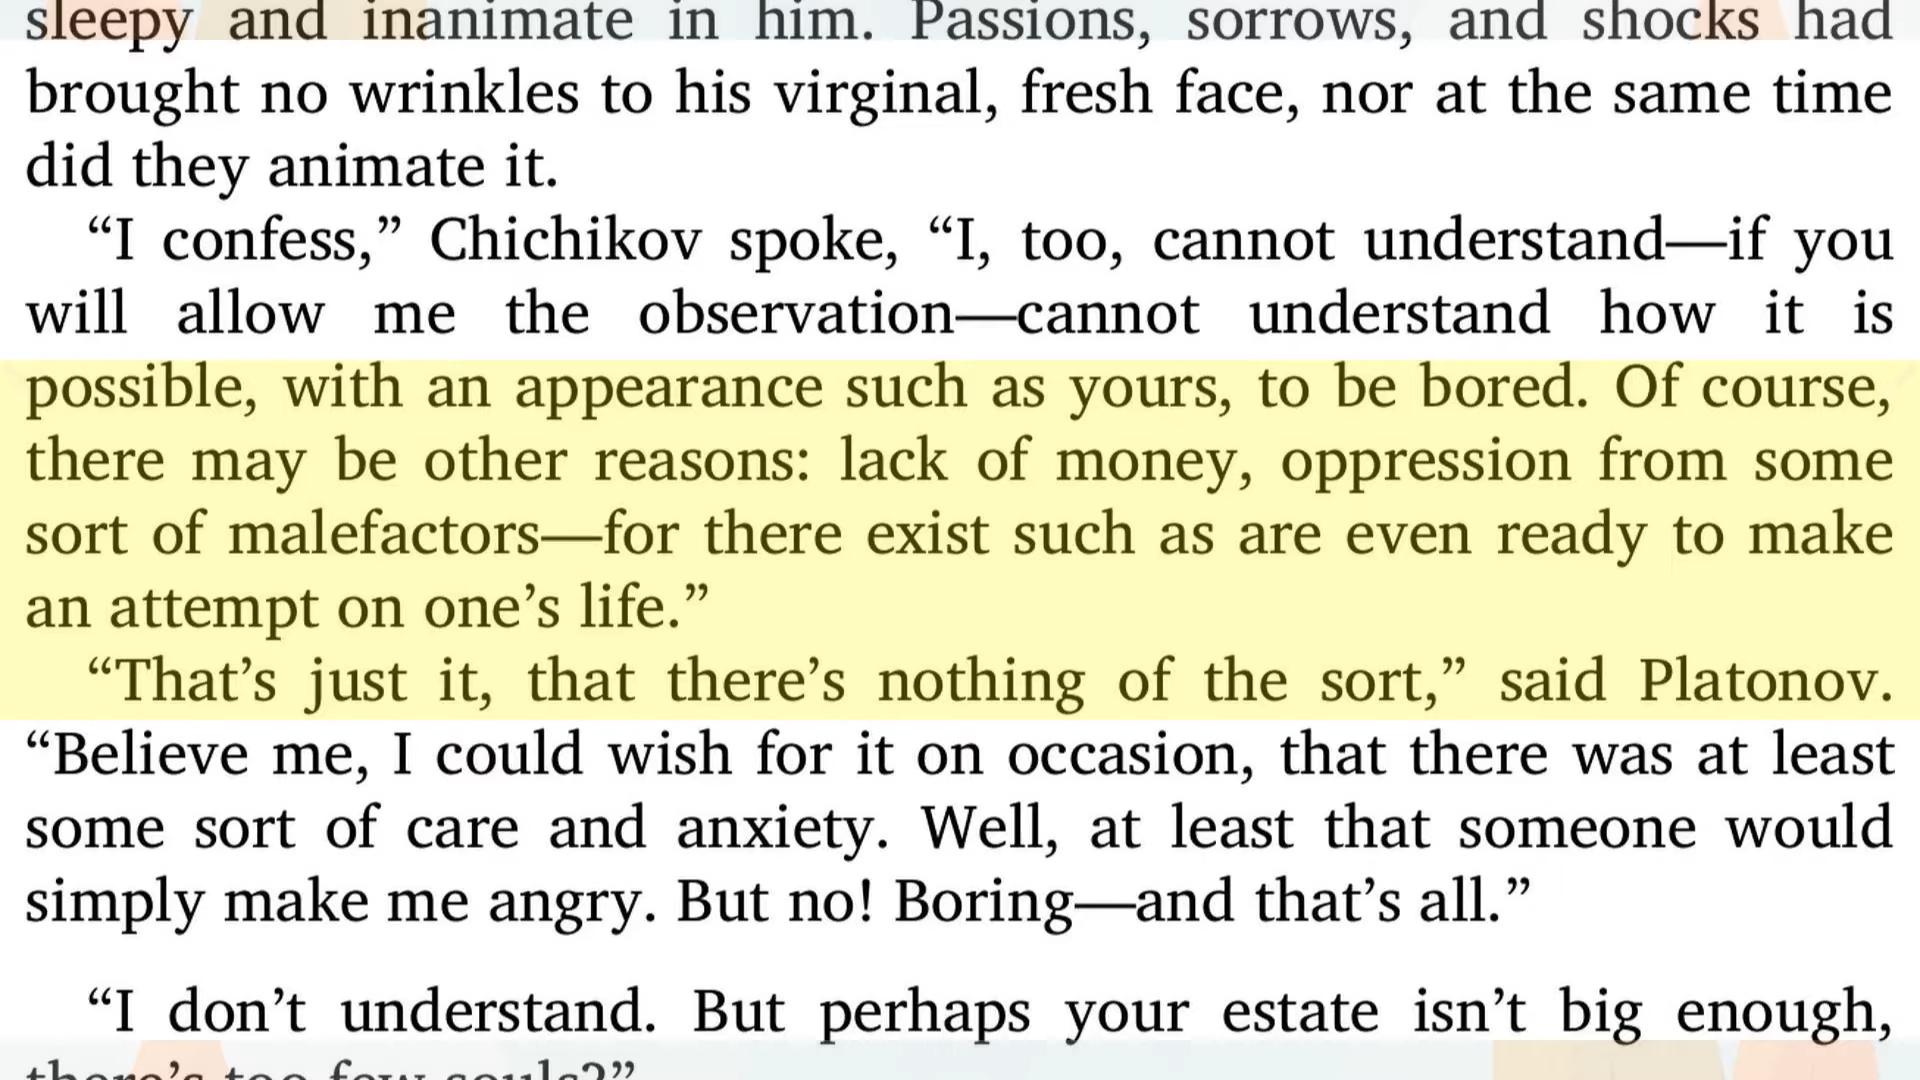 sleepy and inanimate in him. Passions, sorrows, and shocks had
brought no wrinkles to his virginal, fresh face, nor at the same time
did they animate it.
“I confess,” Chichikov spoke, “I, too, cannot understand—if you
will allow me the observation—cannot understand how it is
possible, with an appearance such as yours, to be bored. Of course,
there may be other reasons: lack of money, oppression from some
sort of malefactors—for there exist such as are even ready to make
an attempt on one’s life.”
“That’s just it, that there’s nothing of the sort,” said Platonov.
“Believe me, I could wish for it on occasion, that there was at least
some sort of care and anxiety. Well, at least that someone would
simply make me angry. But no! Boring—and that’s all.”
“I don’t understand. But perhaps your estate isn’t big enough,
there’s too few souls?”